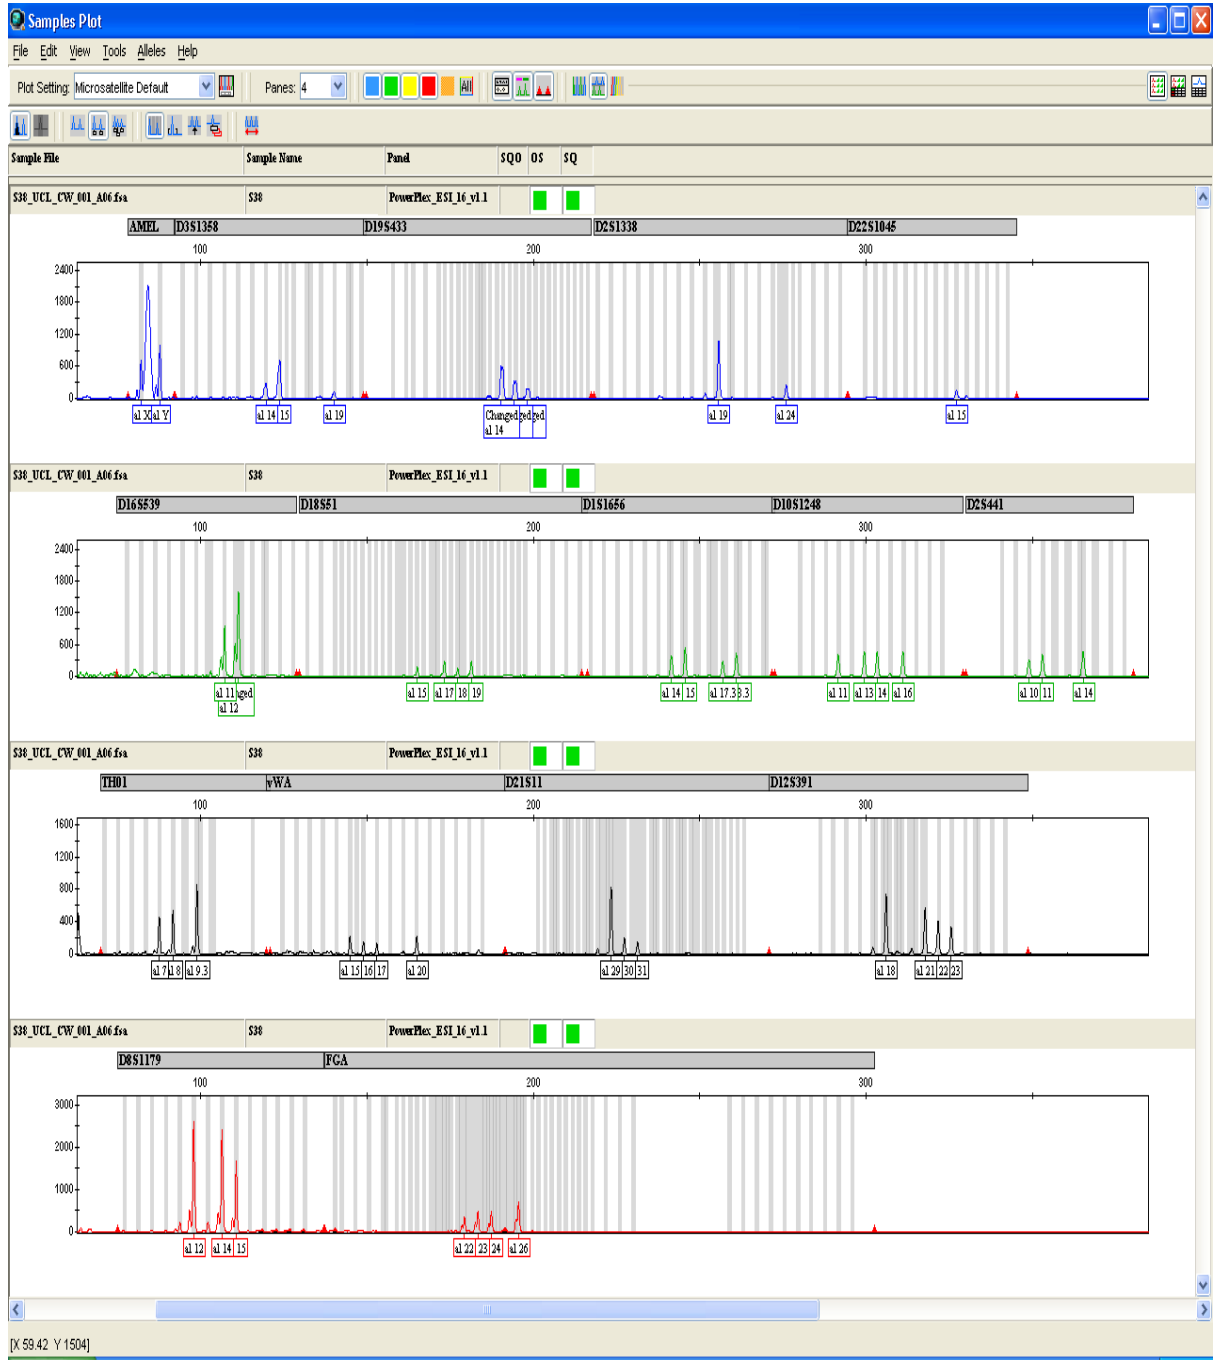 Samples Plot
File Edit View Tools Alleles Help
Plot Setting: Microsatellite Default Panes: 4 All
Sample File Sample Name Panel SQO OS SQ
S38_UCL_CW_001_A06.fsa S38 PowerPlex_ESI_16_v1.1
AMEL D3S1358 D19S433 D2S1338 D22S1045
100 200 300
2400
1800
1200
600
0
al X al Y al 14 15 al 19 Changed ged ged al 19 al 24 al 15
al 14
S38_UCL_CW_001_A06.fsa S38 PowerPlex_ESI_16_v1.1
D16S539 D18S51 D1S1656 D10S1248 D2S441
100 200 300
2400
1800
1200
600
0
al 11 nged al 15 al 17 18 19 al 14 15 al 17.3 3.3 al 11 al 13 14 al 16 al 10 11 al 14
al 12
S38_UCL_CW_001_A06.fsa S38 PowerPlex_ESI_16_v1.1
TH01 vWA D21S11 D12S391
100 200 300
1600
1200
800
400
0
al 7 al 8 al 9.3 al 15 16 17 al 20 al 29 30 31 al 18 al 21 22 23
S38_UCL_CW_001_A06.fsa S38 PowerPlex_ESI_16_v1.1
D8S1179 FGA
100 200 300
3000
2000
1000
0
al 12 al 14 15 al 22 23 24 al 26
[X 59.42 Y 1504]